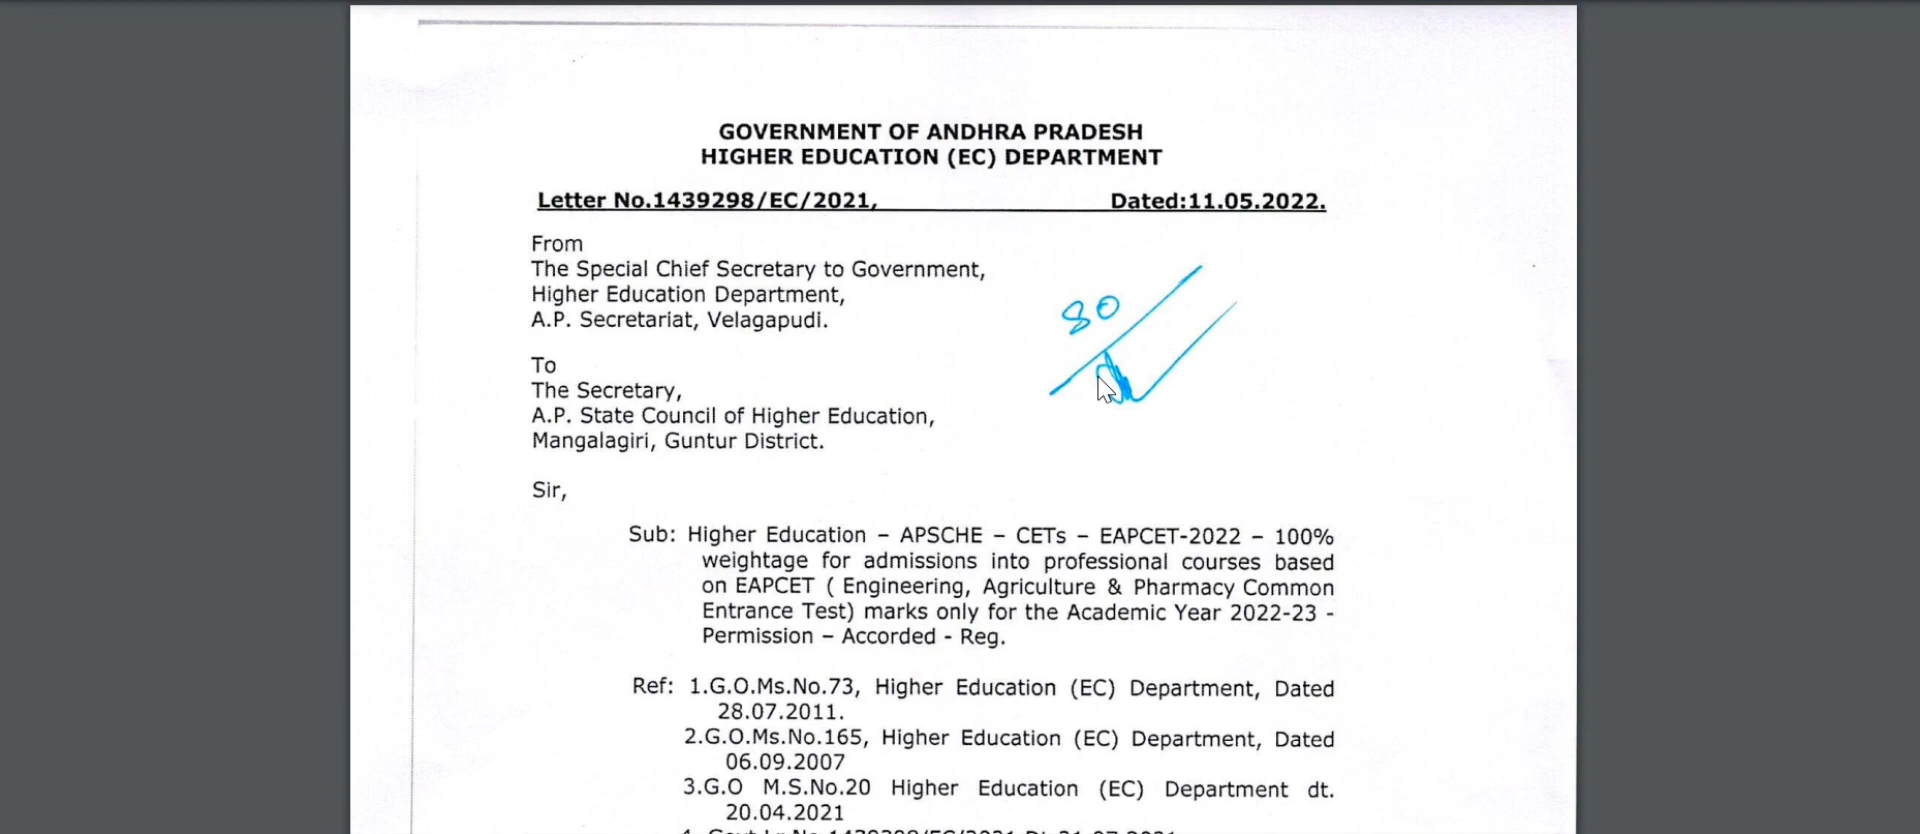 GOVERNMENT OF ANDHRA PRADESH
HIGHER EDUCATION (EC) DEPARTMENT
Letter No.1439298/EC/2021, Dated:11.05.2022.
From
The Special Chief Secretary to Government,
Higher Education Department,
80
A.P. Secretariat, Velagapudi.
To
The Secretary,
A.P. State Council of Higher Education,
Mangalagiri, Guntur District.
Sir,
Sub: Higher Education – APSCHE – CETs – EAPCET-2022 – 100%
weightage for admissions into professional courses based
on EAPCET ( Engineering, Agriculture & Pharmacy Common
Entrance Test) marks only for the Academic Year 2022-23 -
Permission – Accorded - Reg.
Ref: 1.G.O.Ms.No.73, Higher Education (EC) Department, Dated
28.07.2011.
2.G.O.Ms.No.165, Higher Education (EC) Department, Dated
06.09.2007
3.G.O M.S.No.20 Higher Education (EC) Department dt.
20.04.2021